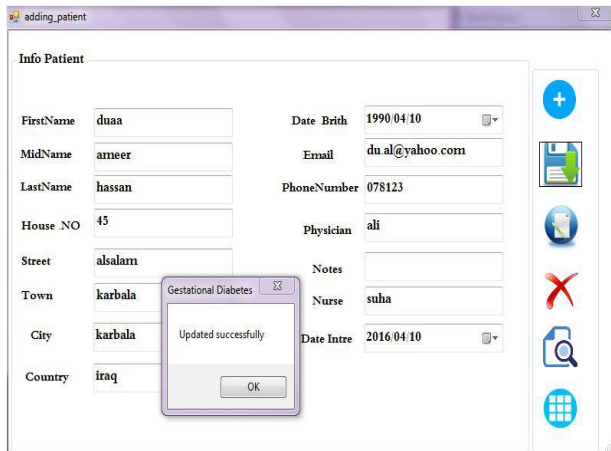 adding_patient
Info Patient
FirstName duaa
MidName ameer
LastName hassan
House .NO 45
Street alsalam
Town karbala
City karbala
Country iraq
Date Brith 1990/04/10
Email du.al@yahoo.com
PhoneNumber 078123
Physician ali
Notes
Nurse suha
Date Intre 2016/04/10
Gestational Diabetes
Updated successfully
OK